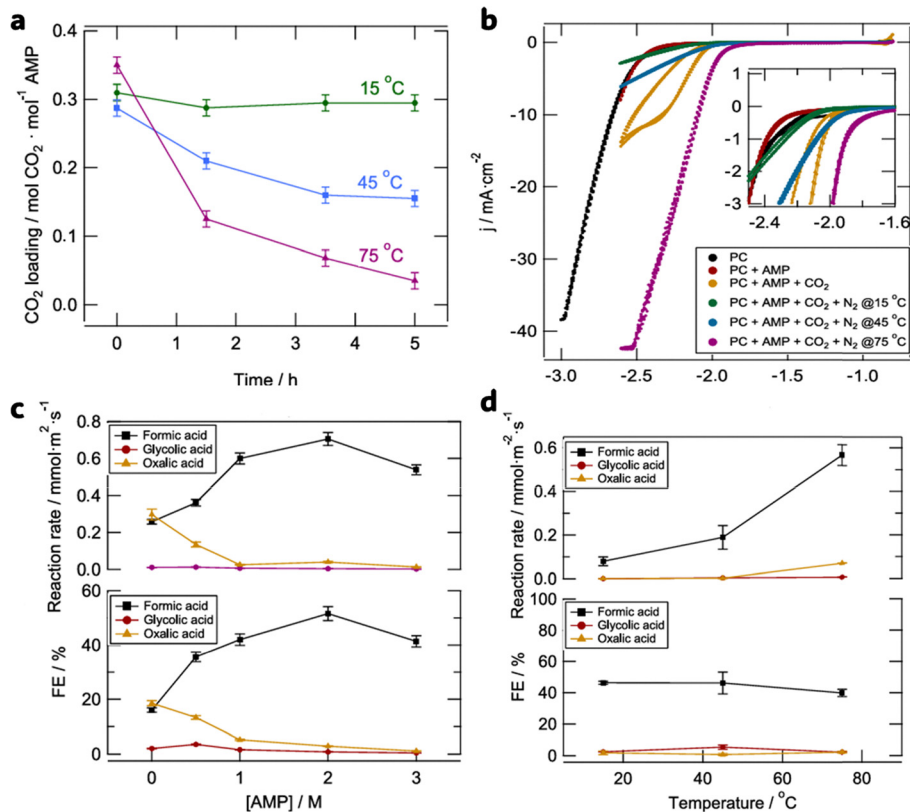 a
CO₂ loading / mol CO₂ · mol⁻¹ AMP
0.4
0.3
0.2
0.1
0.0
15 °C
45 °C
75 °C
0 1 2 3 4 5
Time / h
b
j / mA·cm⁻²
0
-10
-20
-30
-40
1
0
-1
-2
-3
-2.4 -2.0 -1.6
PC
PC + AMP
PC + AMP + CO₂
PC + AMP + CO₂ + N₂ @15 °C
PC + AMP + CO₂ + N₂ @45 °C
PC + AMP + CO₂ + N₂ @75 °C
-3.0 -2.5 -2.0 -1.5 -1.0
c
Reaction rate / mmol·m²·s⁻¹
0.8
0.6
0.4
0.2
0.0
Formic acid
Glycolic acid
Oxalic acid
FE / %
60
40
20
0
Formic acid
Glycolic acid
Oxalic acid
0 1 2 3
[AMP] / M
d
Reaction rate / mmol·m⁻²·s⁻¹
0.6
0.4
0.2
0.0
Formic acid
Glycolic acid
Oxalic acid
FE / %
100
80
60
40
20
0
Formic acid
Glycolic acid
Oxalic acid
20 40 60 80
Temperature / °C